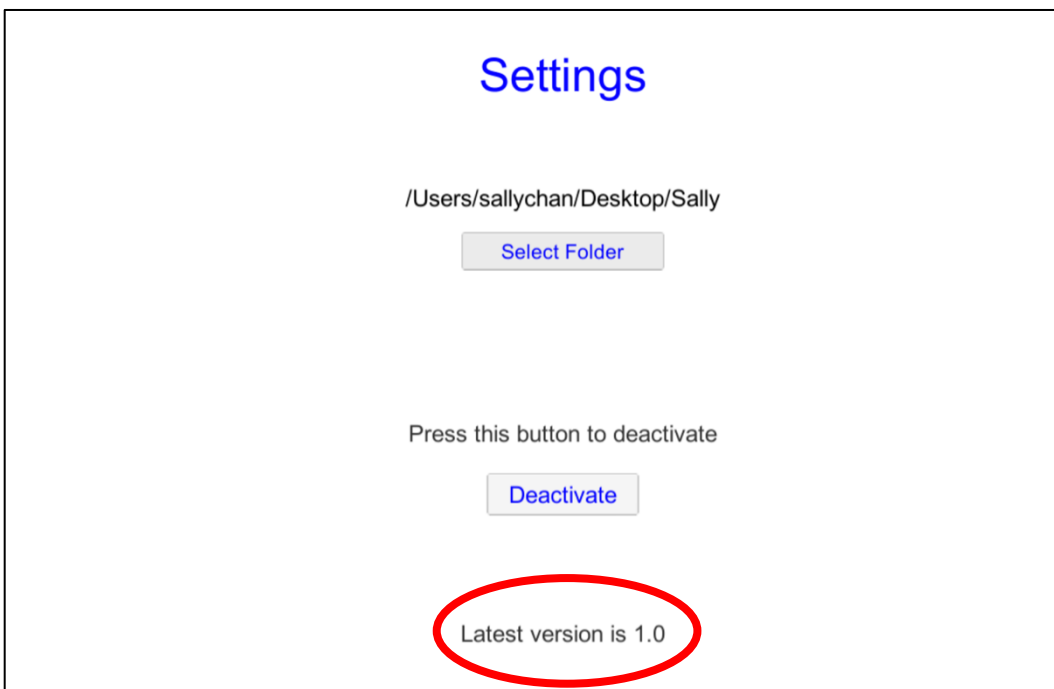 Settings
/Users/sallychan/Desktop/Sally
Select Folder
Press this button to deactivate
Deactivate
Latest version is 1.0